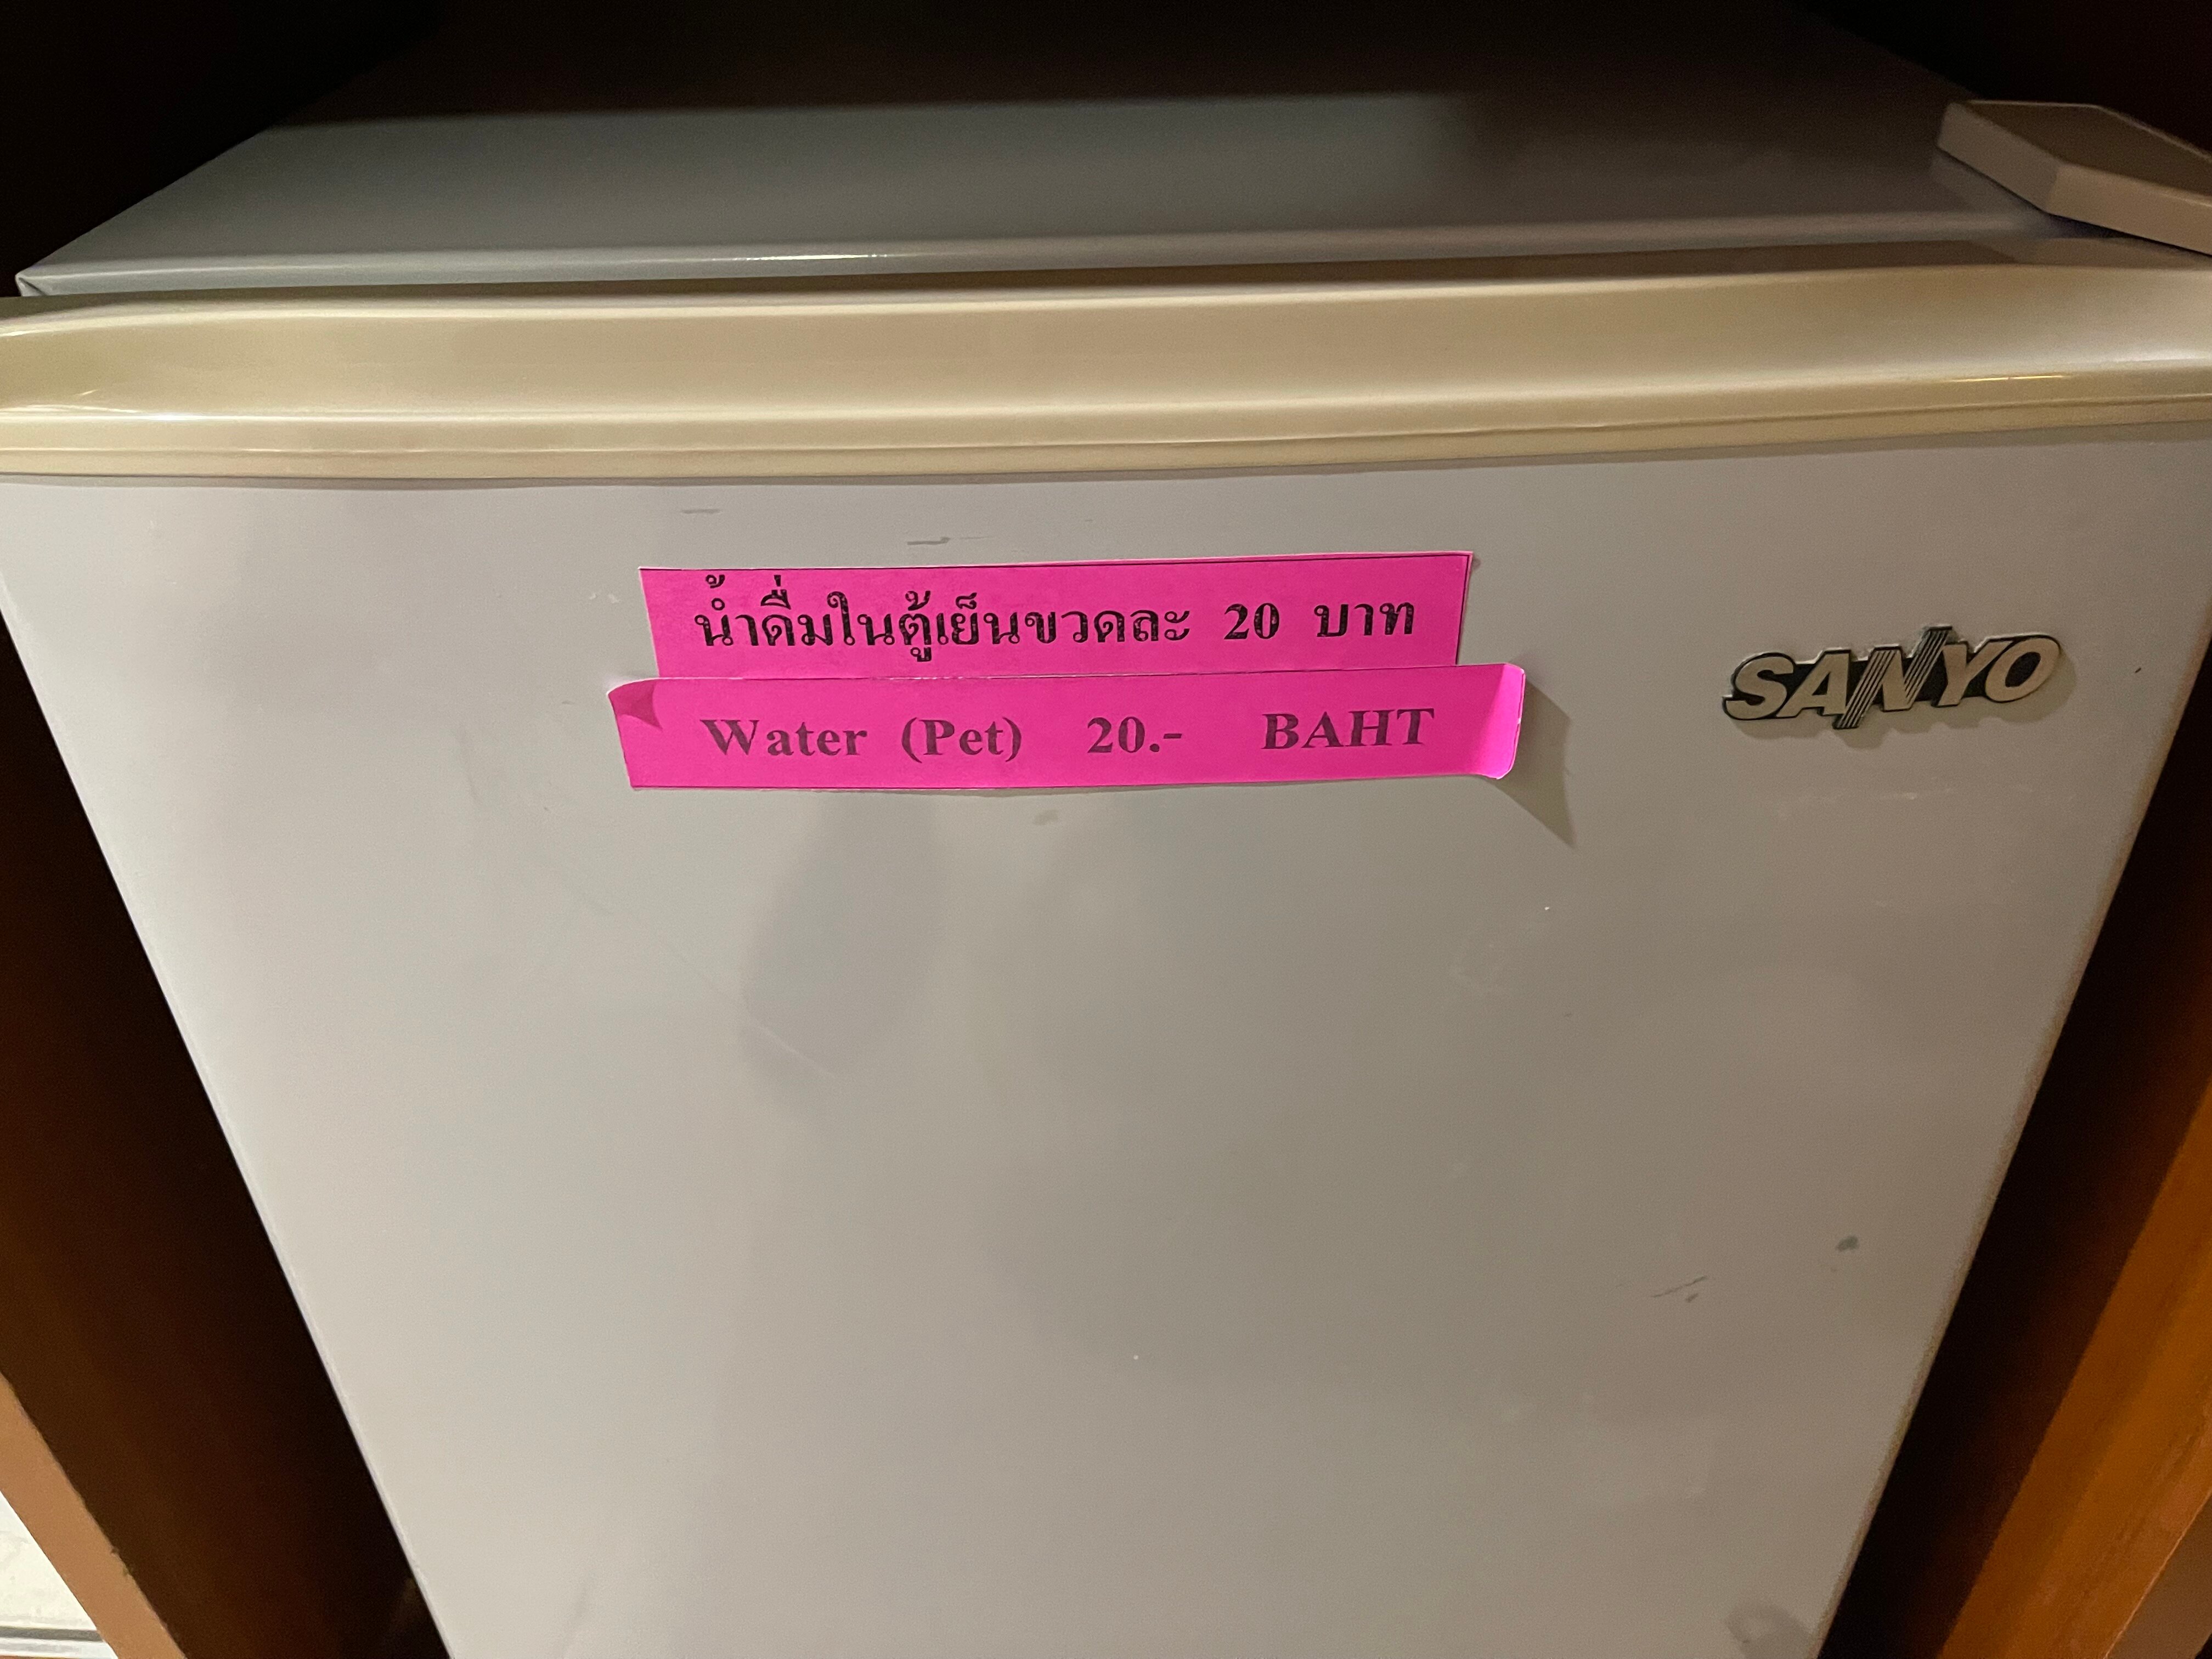 น้ำดื่มในตู้เย็นขวดละ 20 บาท
Water (Pet) 20.- BAHT
SANYO